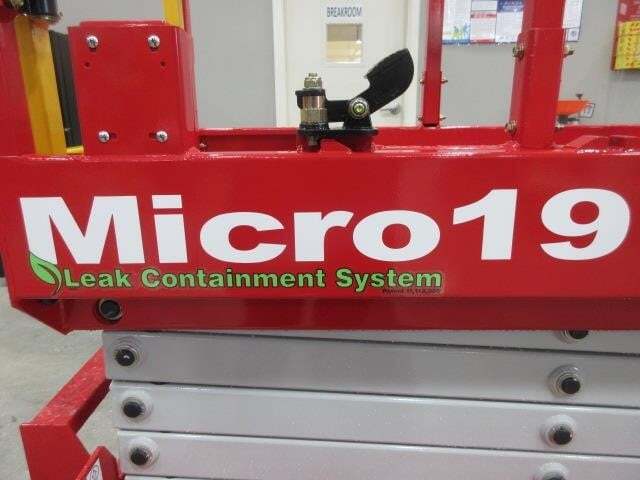 BREAKROOM
Micro19
Leak Containment System